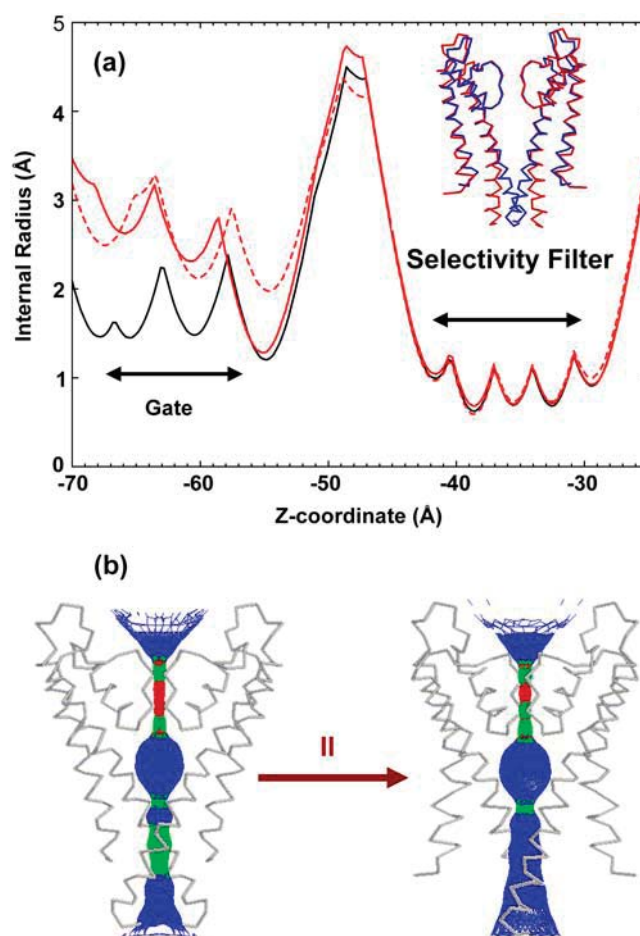 (a)
5
4
3
2
1
0
Internal Radius (Å)
Selectivity Filter
Gate
-70 -60 -50 -40 -30
Z-coordinate (Å)
(b)
II